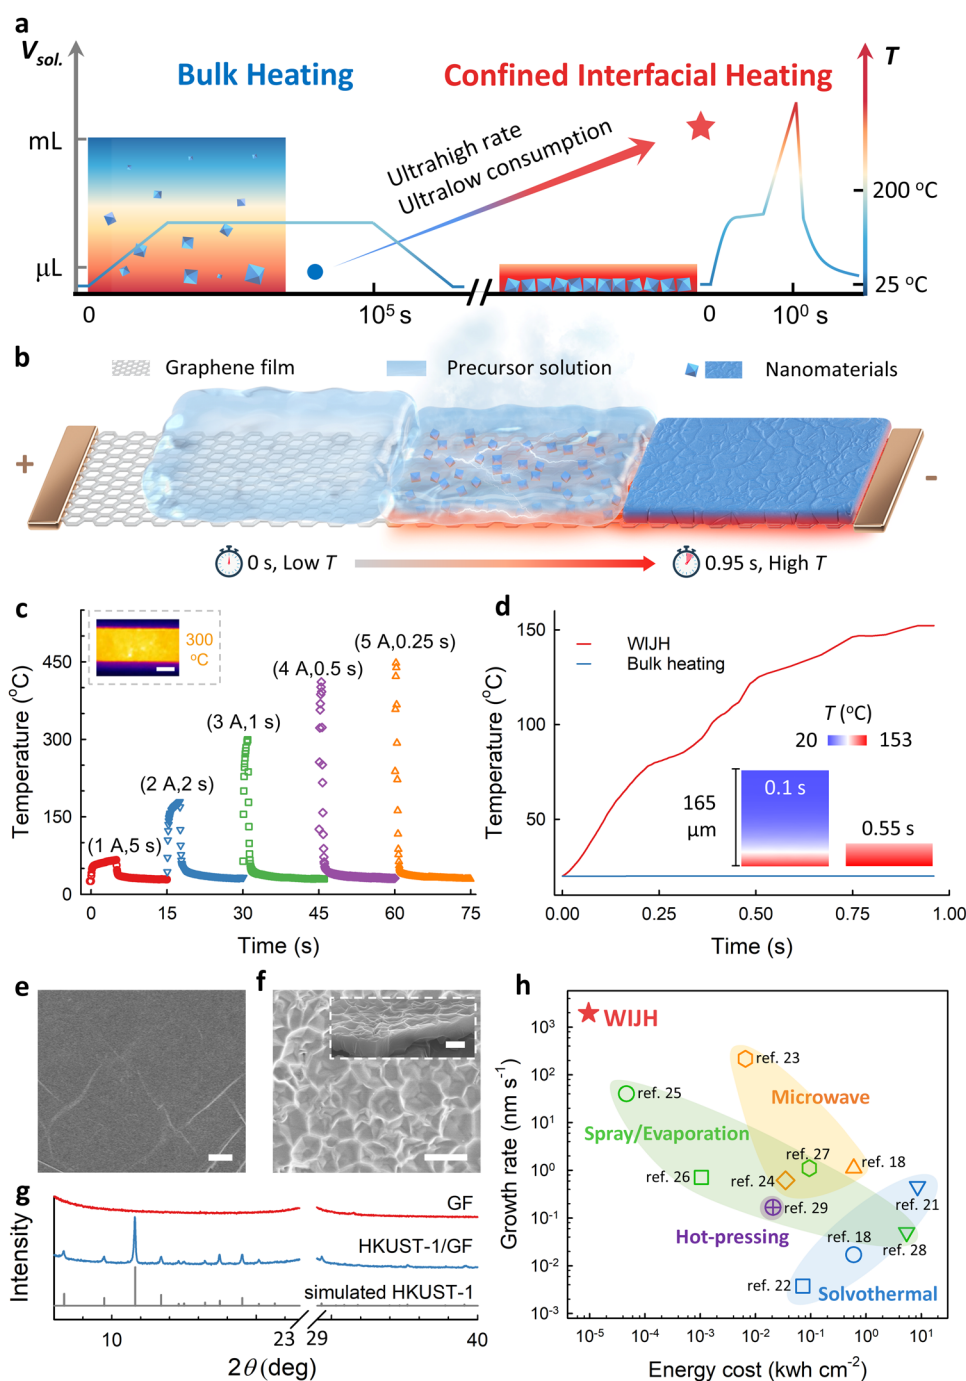 a
V_sol.
Bulk Heating
Confined Interfacial Heating
T
mL
µL
Ultrahigh rate
Ultralow consumption
200 °C
25 °C
0
10⁵ s
0
10⁰ s
b
Graphene film
Precursor solution
Nanomaterials
+
-
0 s, Low T
0.95 s, High T
c
Temperature (°C)
450
300
150
0
300
°C
(1 A,5 s)
(2 A,2 s)
(3 A,1 s)
(4 A,0.5 s)
(5 A,0.25 s)
0
15
30
45
60
75
Time (s)
d
Temperature (°C)
150
100
50
WIJH
Bulk heating
T (°C)
20
153
165
µm
0.1 s
0.55 s
0.00
0.25
0.50
0.75
1.00
Time (s)
e
f
g
Intensity
GF
HKUST-1/GF
simulated HKUST-1
10
23
29
40
2θ (deg)
h
Growth rate (nm s⁻¹)
10³
10²
10¹
10⁰
10⁻¹
10⁻²
10⁻³
WIJH
ref. 23
ref. 25
Microwave
Spray/Evaporation
ref. 27
ref. 18
ref. 26
ref. 24
ref. 21
ref. 29
Hot-pressing
ref. 18
ref. 28
ref. 22
Solvothermal
10⁻⁵
10⁻⁴
10⁻³
10⁻²
10⁻¹
10⁰
10¹
Energy cost (kwh cm⁻²)